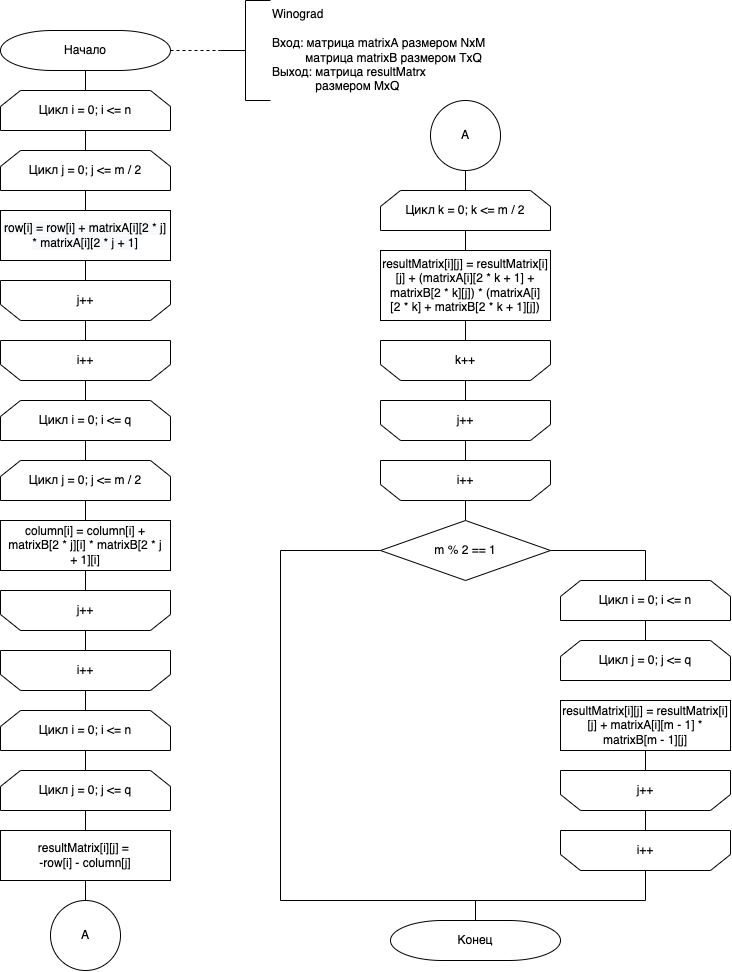 Winograd
Вход: матрица matrixA размером NxM
матрица matrixB размером TxQ
Выход: матрица resultMatrx
размером MxQ
Начало
Цикл i = 0; i <= n
Цикл j = 0; j <= m / 2
row[i] = row[i] + matrixA[i][2 * j]
* matrixA[i][2 * j + 1]
j++
i++
Цикл i = 0; i <= q
Цикл j = 0; j <= m / 2
column[i] = column[i] +
matrixB[2 * j][i] * matrixB[2 * j
+ 1][i]
j++
i++
Цикл i = 0; i <= n
Цикл j = 0; j <= q
resultMatrix[i][j] =
-row[i] - column[j]
A
A
Цикл k = 0; k <= m / 2
resultMatrix[i][j] = resultMatrix[i]
[j] + (matrixA[i][2 * k + 1] +
matrixB[2 * k][j]) * (matrixA[i]
[2 * k] + matrixB[2 * k + 1][j])
k++
j++
i++
m % 2 == 1
Цикл i = 0; i <= n
Цикл j = 0; j <= q
resultMatrix[i][j] = resultMatrix[i]
[j] + matrixA[i][m - 1] *
matrixB[m - 1][j]
j++
i++
Конец